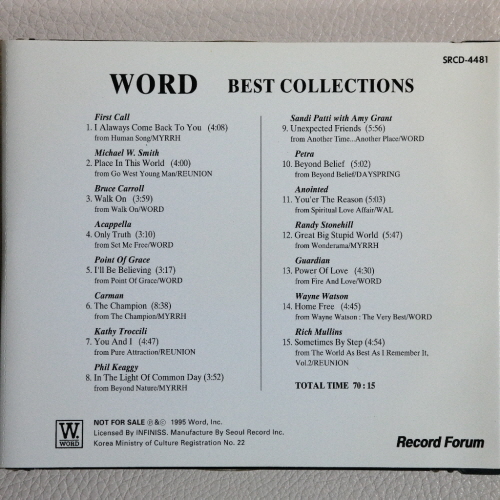 SRCD-4481
WORD BEST COLLECTIONS
First Call
1. I Alaways Come Back To You (4:08)
from Human Song/MYRRH
Michael W. Smith
2. Place In This World (4:00)
from Go West Young Man/REUNION
Bruce Carroll
3. Walk On (3:59)
from Walk On/WORD
Acappella
4. Only Truth (3:10)
from Set Me Free/WORD
Point Of Grace
5. I'll Be Believing (3:17)
from Point Of Grace/WORD
Carman
6. The Champion (8:38)
from The Champion/MYRRH
Kathy Troccili
7. You And I (4:47)
from Pure Attraction/REUNION
Phil Keaggy
8. In The Light Of Common Day (3:52)
from Beyond Nature/MYRRH
Sandi Patti with Amy Grant
9. Unexpected Friends (5:56)
from Another Time...Another Place/WORD
Petra
10. Beyond Belief (5:02)
from Beyond Belief/DAYSPRING
Anointed
11. You'er The Reason (5:03)
from Spiritual Love Affair/WAL
Randy Stonehill
12. Great Big Stupid World (5:47)
from Wonderama/MYRRH
Guardian
13. Power Of Love (4:30)
from Fire And Love/WORD
Wayne Watson
14. Home Free (4:45)
from Wayne Watson : The Very Best/WORD
Rich Mullins
15. Sometimes By Step (4:54)
from The World As Best As I Remember It,
Vol.2/REUNION
TOTAL TIME 70 : 15
W.
WORD
NOT FOR SALE ℗&© 1995 Word, Inc.
Licensed By INFINISS. Manufacture By Seoul Record Inc.
Korea Ministry of Culture Registration No. 22
Record Forum